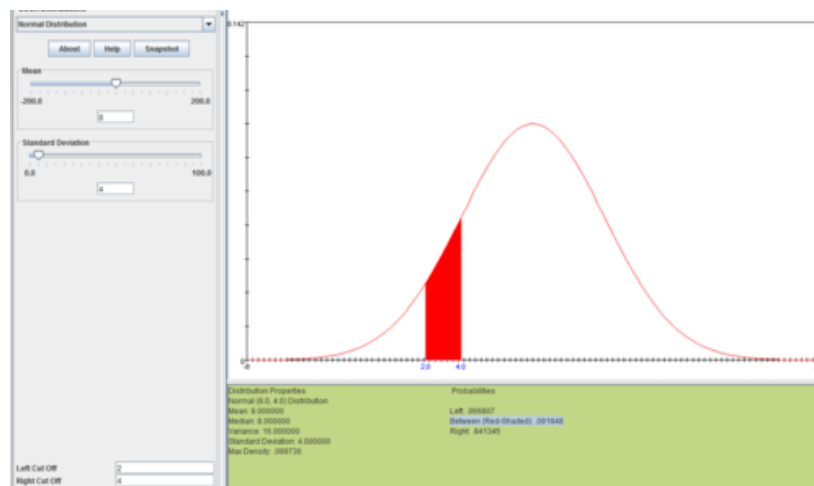 Normal Distribution
About Help Snapshot
Mean
-200.0 200.0
8
Standard Deviation
0.0 100.0
4
Left Cut Off 2
Right Cut Off 4
0.142
0
-8 2.0 4.0
Distribution Properties
Normal (8.0, 4.0) Distribution
Mean: 8.000000
Median: 8.000000
Variance: 16.000000
Standard Deviation: 4.000000
Max Density: .099736
Probabilities
Left: .066807
Between (Red-Shaded): .091848
Right: .841345